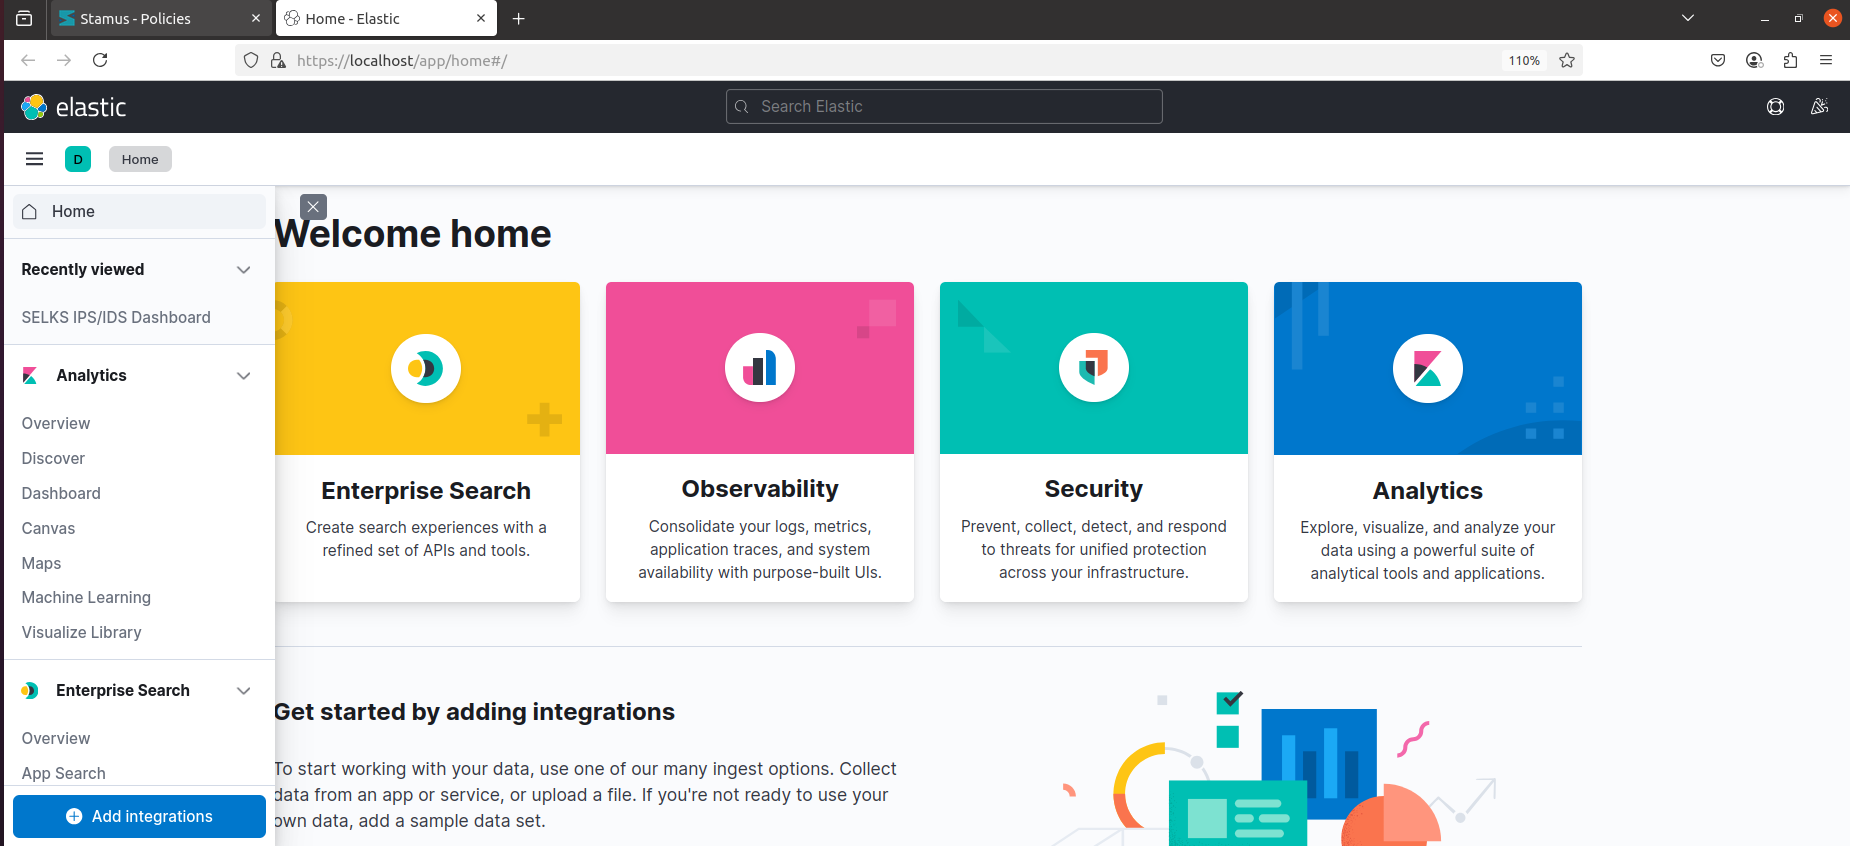 Stamus - Policies
Home - Elastic
https://localhost/app/home#/
110%
elastic
Search Elastic
D
Home
Home
Recently viewed
SELKS IPS/IDS Dashboard
Analytics
Overview
Discover
Dashboard
Canvas
Maps
Machine Learning
Visualize Library
Enterprise Search
Overview
App Search
Add integrations
Welcome home
Enterprise Search
Create search experiences with a
refined set of APIs and tools.
Observability
Consolidate your logs, metrics,
application traces, and system
availability with purpose-built UIs.
Security
Prevent, collect, detect, and respond
to threats for unified protection
across your infrastructure.
Analytics
Explore, visualize, and analyze your
data using a powerful suite of
analytical tools and applications.
Get started by adding integrations
To start working with your data, use one of our many ingest options. Collect
data from an app or service, or upload a file. If you're not ready to use your
own data, add a sample data set.